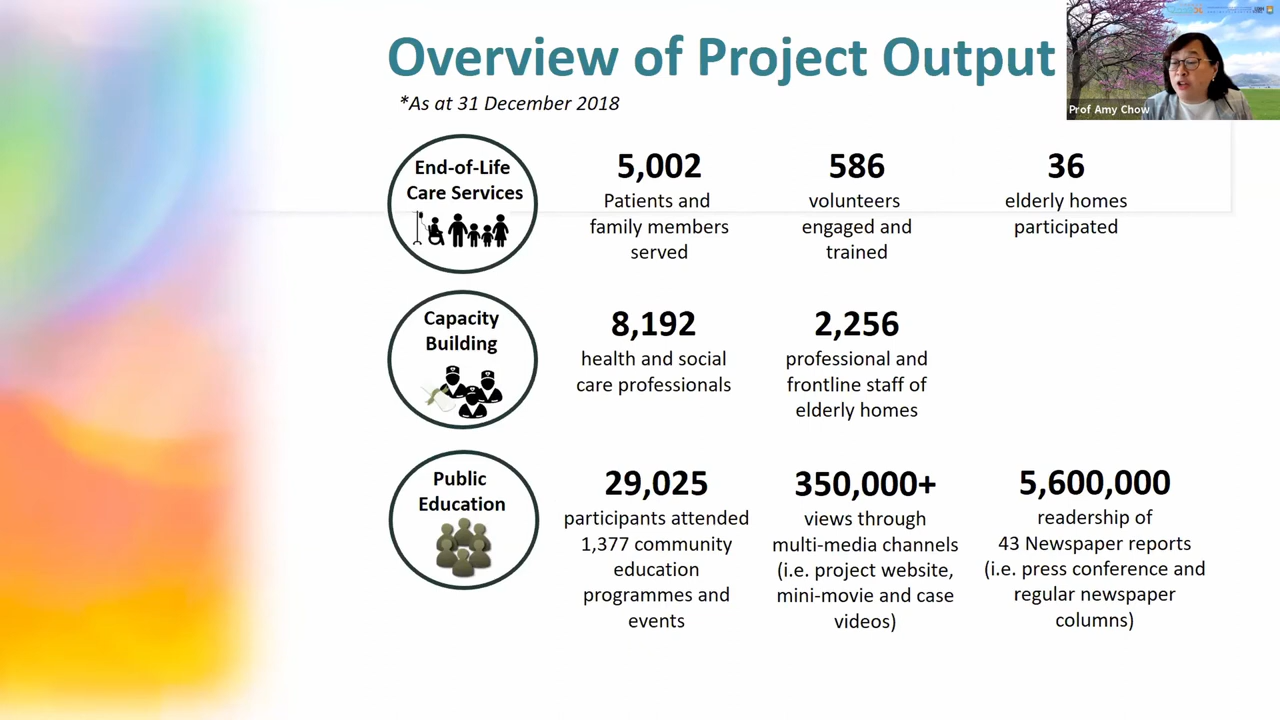 Overview of Project Output
*As at 31 December 2018
Prof Amy Chow
End-of-Life
Care Services
5,002
Patients and
family members
served
586
volunteers
engaged and
trained
36
elderly homes
participated
Capacity
Building
8,192
health and social
care professionals
2,256
professional and
frontline staff of
elderly homes
Public
Education
29,025
participants attended
1,377 community
education
programmes and
events
350,000+
views through
multi-media channels
(i.e. project website,
mini-movie and case
videos)
5,600,000
readership of
43 Newspaper reports
(i.e. press conference and
regular newspaper
columns)